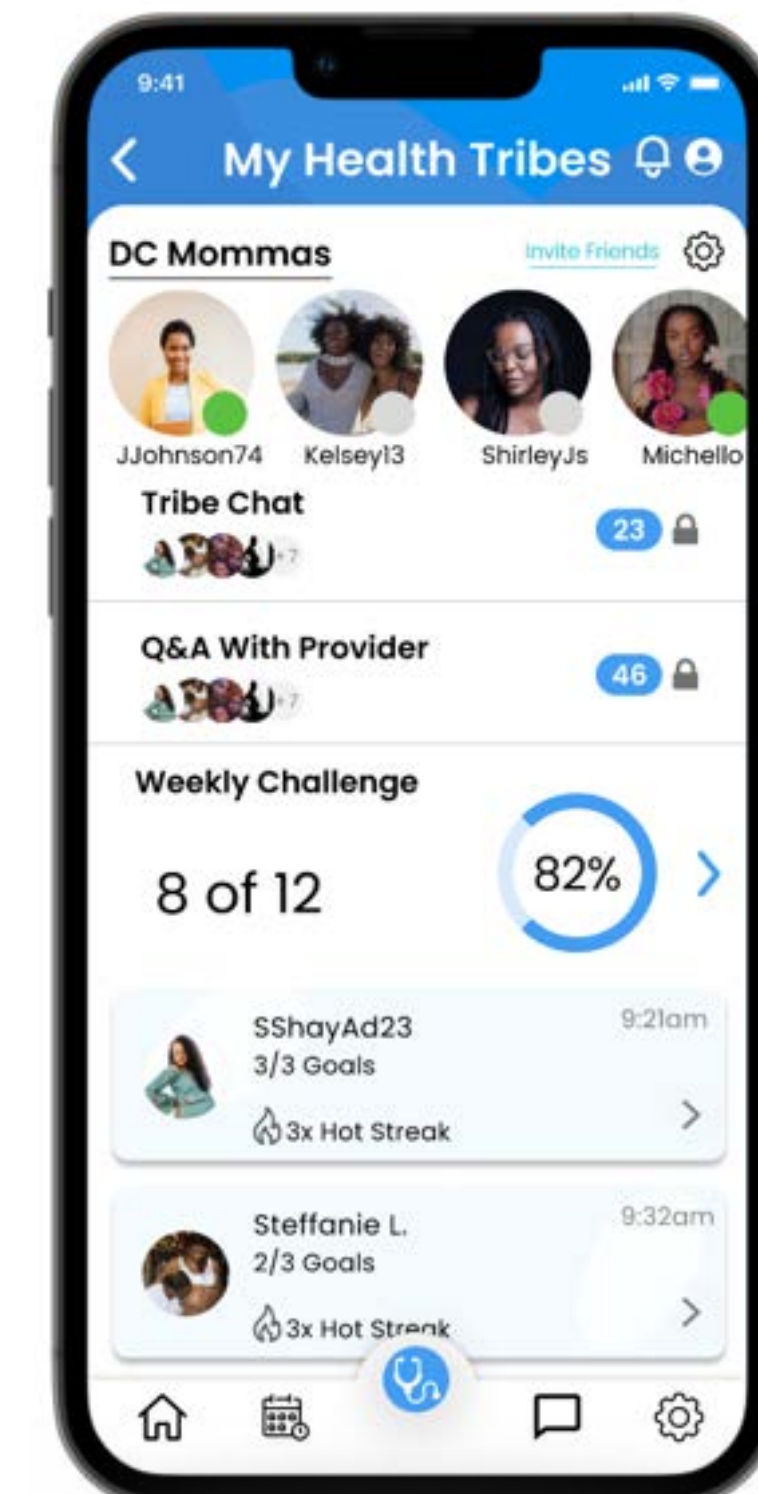 9:41
My Health Tribes
DC Mommas
Invite Friends
JJohnson74
Kelsey13
ShirleyJs
Michello
Tribe Chat
23
+7
Q&A With Provider
46
+7
Weekly Challenge
8 of 12
82%
SShayAd23
9:21am
3/3 Goals
3x Hot Streak
Steffanie L.
9:32am
2/3 Goals
3x Hot Streak